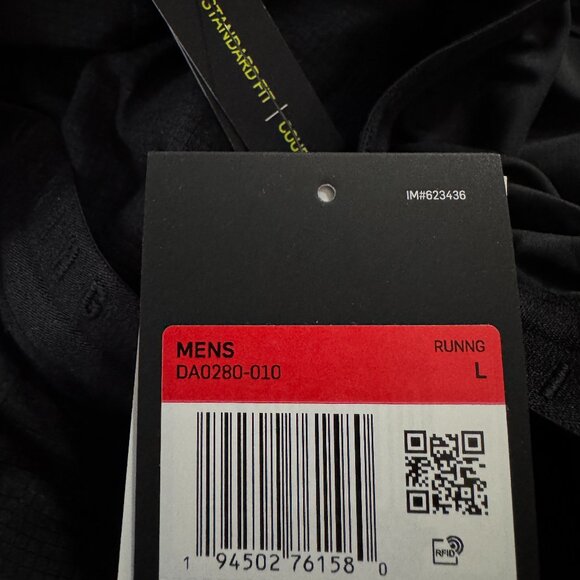 STANDARD FIT |
IM#623436
MENS RUNNG
DA0280-010 L
1 94502 76158 0
RFID